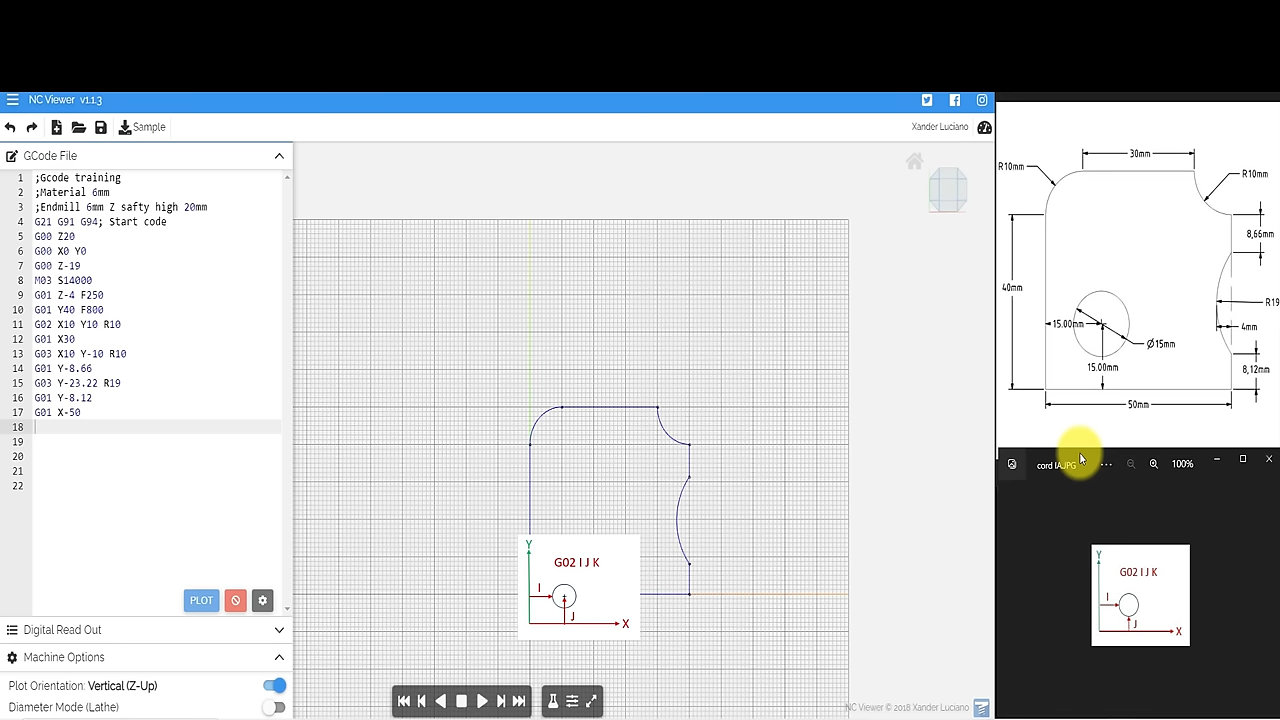 NC Viewer v1.1.3
Sample
Xander Luciano
GCode File
1 ;Gcode training
2 ;Material 6mm
3 ;Endmill 6mm Z safty high 20mm
4 G21 G91 G94; Start code
5 G00 Z20
6 G00 X0 Y0
7 G00 Z-19
8 M03 S14000
9 G01 Z-4 F250
10 G01 Y40 F800
11 G02 X10 Y10 R10
12 G01 X30
13 G03 X10 Y-10 R10
14 G01 Y-8.66
15 G03 Y-23.22 R19
16 G01 Y-8.12
17 G01 X-50
18
19
20
21
22
PLOT
Digital Read Out
Machine Options
Plot Orientation: Vertical (Z-Up)
Diameter Mode (Lathe)
Y
G02 I J K
I
J
X
NC Viewer © 2018 Xander Luciano
30mm
R10mm
R10mm
8,66mm
40mm
R19
15.00mm
4mm
Ø15mm
15.00mm
8,12mm
50mm
cord IA.JPG
100%
Y
G02 I J K
I
J
X